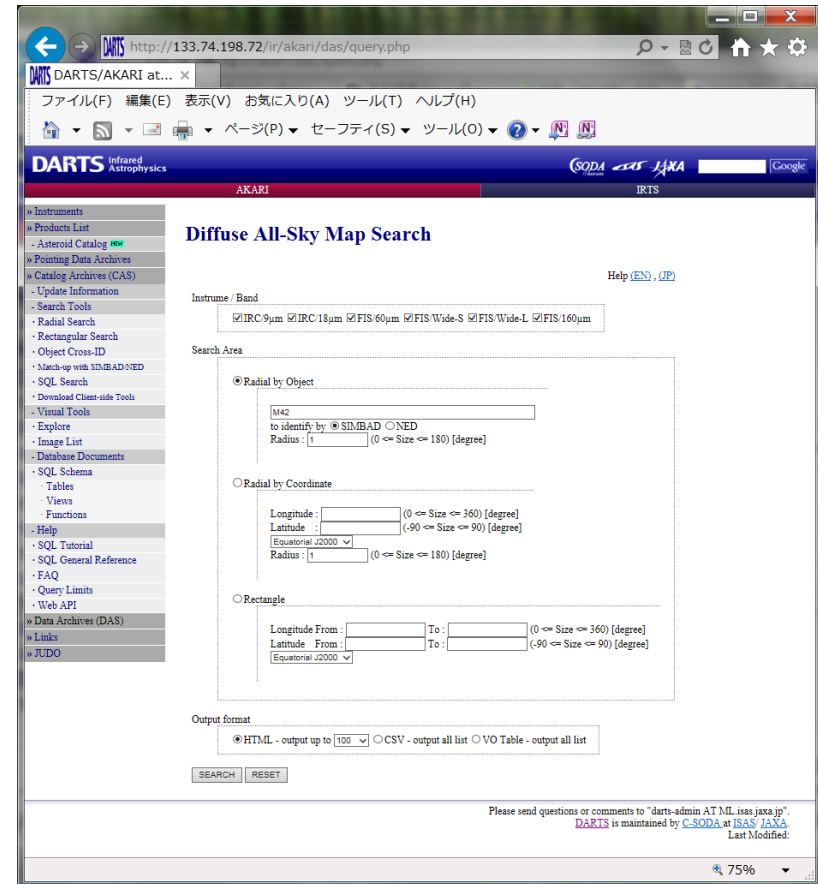 http://133.74.198.72/ir/akari/das/query.php
DARTS DARTS/AKARI at...
ファイル(F) 編集(E) 表示(V) お気に入り(A) ツール(T) ヘルプ(H)
ページ(P) セーフティ(S) ツール(O)
DARTS Infrared Astrophysics SODA ISAS JAXA Google
AKARI IRTS
» Instruments
» Products List
- Asteroid Catalog NEW
» Pointing Data Archives
» Catalog Archives (CAS)
- Update Information
- Search Tools
· Radial Search
· Rectangular Search
· Object Cross-ID
· Match-up with SIMBAD/NED
· SQL Search
· Download Client-side Tools
- Visual Tools
· Explore
· Image List
- Database Documents
· SQL Schema
· Tables
· Views
· Functions
- Help
· SQL Tutorial
· SQL General Reference
· FAQ
· Query Limits
· Web API
» Data Archives (DAS)
» Links
» JUDO
Diffuse All-Sky Map Search
Help (EN) , (JP)
Instrume / Band
IRC/9μm IRC/18μm FIS/60μm FIS/Wide-S FIS/Wide-L FIS/160μm
Search Area
Radial by Object
M42
to identify by SIMBAD NED
Radius : 1 (0 <= Size <= 180) [degree]
Radial by Coordinate
Longitude : (0 <= Size <= 360) [degree]
Latitude : (-90 <= Size <= 90) [degree]
Equatorial J2000
Radius : 1 (0 <= Size <= 180) [degree]
Rectangle
Longitude From : To : (0 <= Size <= 360) [degree]
Latitude From : To : (-90 <= Size <= 90) [degree]
Equatorial J2000
Output format
HTML - output up to 100 CSV - output all list VO Table - output all list
SEARCH RESET
Please send questions or comments to "darts-admin AT ML.isas.jaxa.jp".
DARTS is maintained by C-SODA at ISAS/ JAXA.
Last Modified:
75%